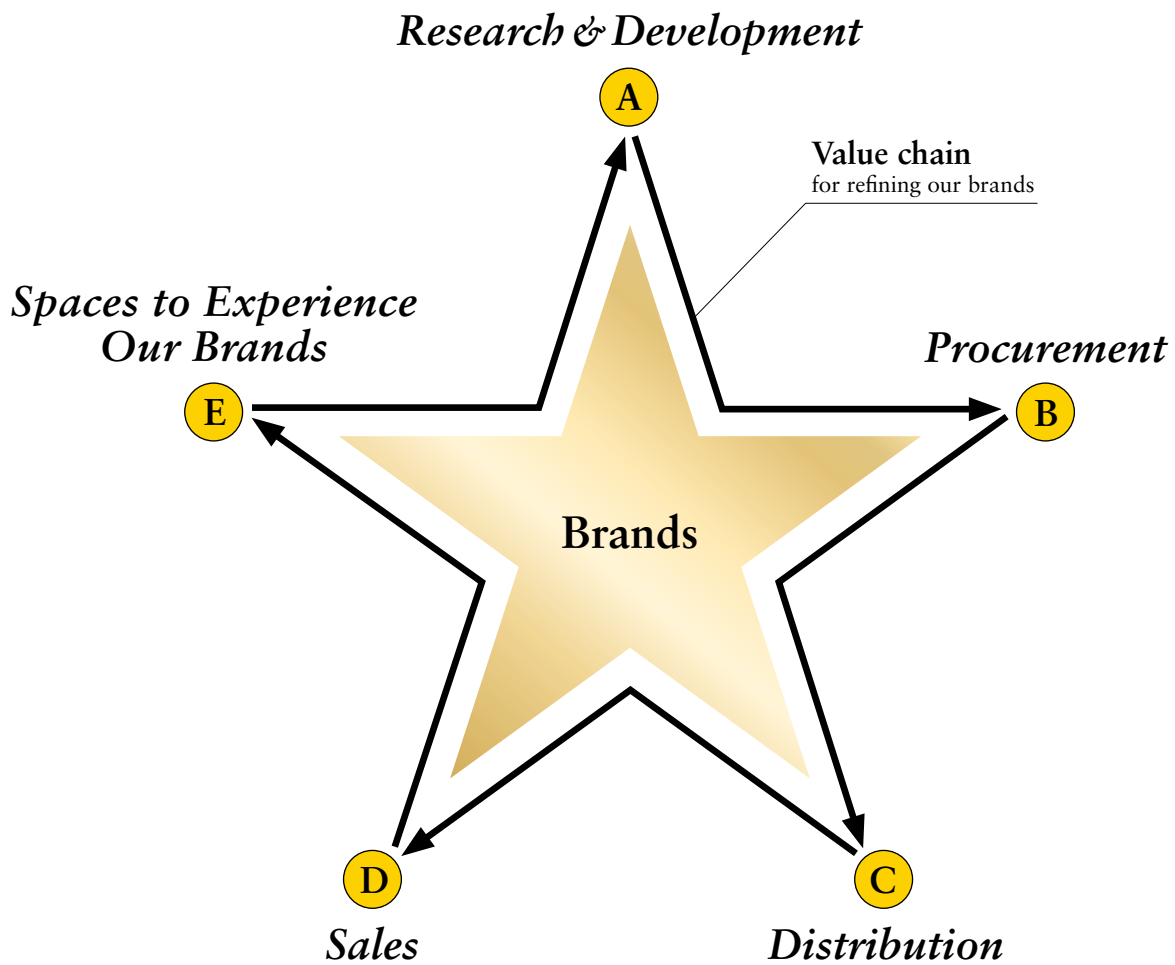 Research & Development
A
Value chain
for refining our brands
Spaces to Experience
Our Brands
Procurement
E
B
Brands
D
C
Sales
Distribution